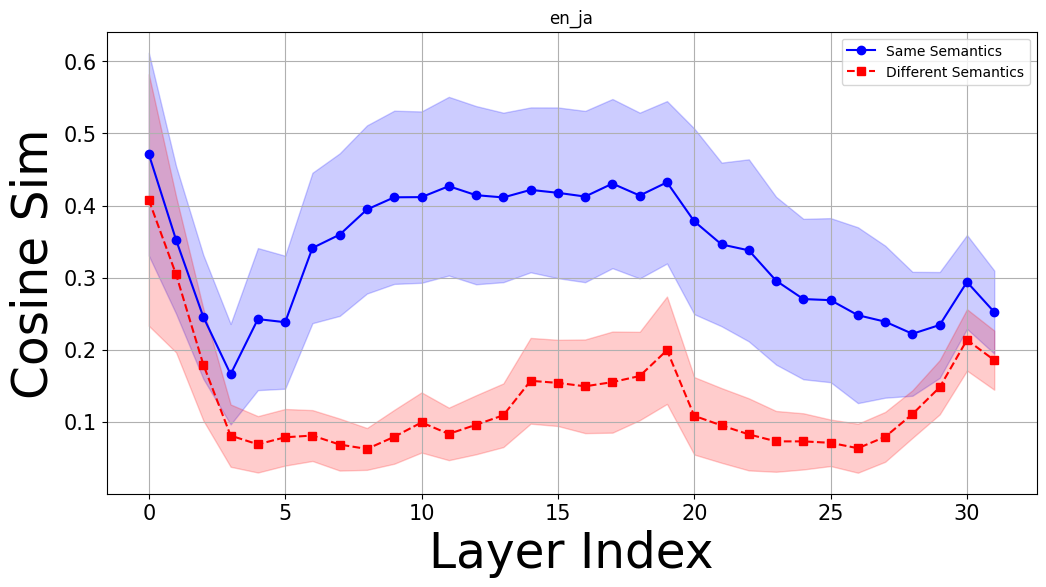 en_ja
Same Semantics
Different Semantics
Cosine Sim
0.6
0.5
0.4
0.3
0.2
0.1
0 5 10 15 20 25 30
Layer Index